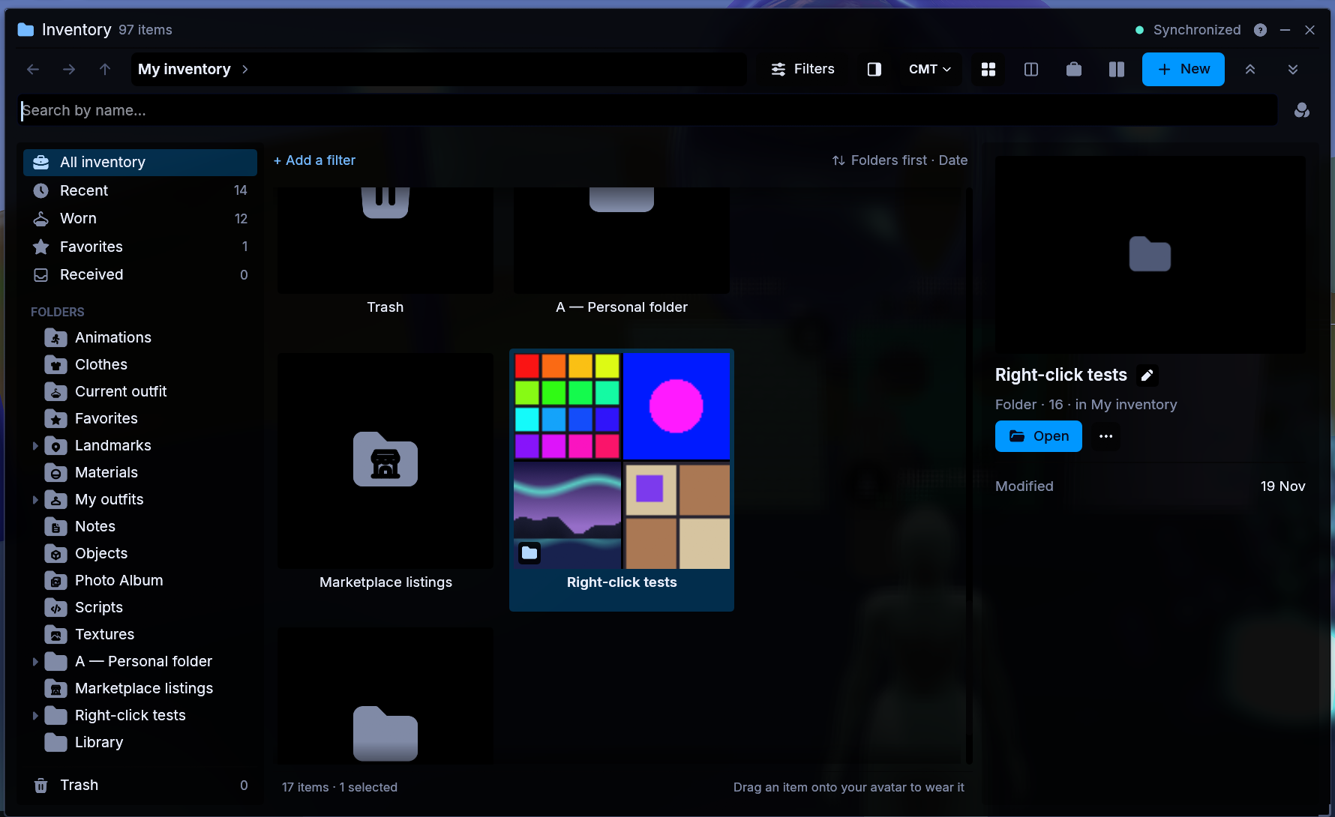 Inventory 97 items
Synchronized
My inventory
Filters
CMT
New
Search by name...
All inventory
Recent 14
Worn 12
Favorites 1
Received 0
FOLDERS
Animations
Clothes
Current outfit
Favorites
Landmarks
Materials
My outfits
Notes
Objects
Photo Album
Scripts
Textures
A — Personal folder
Marketplace listings
Right-click tests
Library
Trash 0
+ Add a filter
Folders first · Date
Trash
A — Personal folder
Marketplace listings
Right-click tests
17 items · 1 selected
Drag an item onto your avatar to wear it
Right-click tests
Folder · 16 · in My inventory
Open
Modified 19 Nov